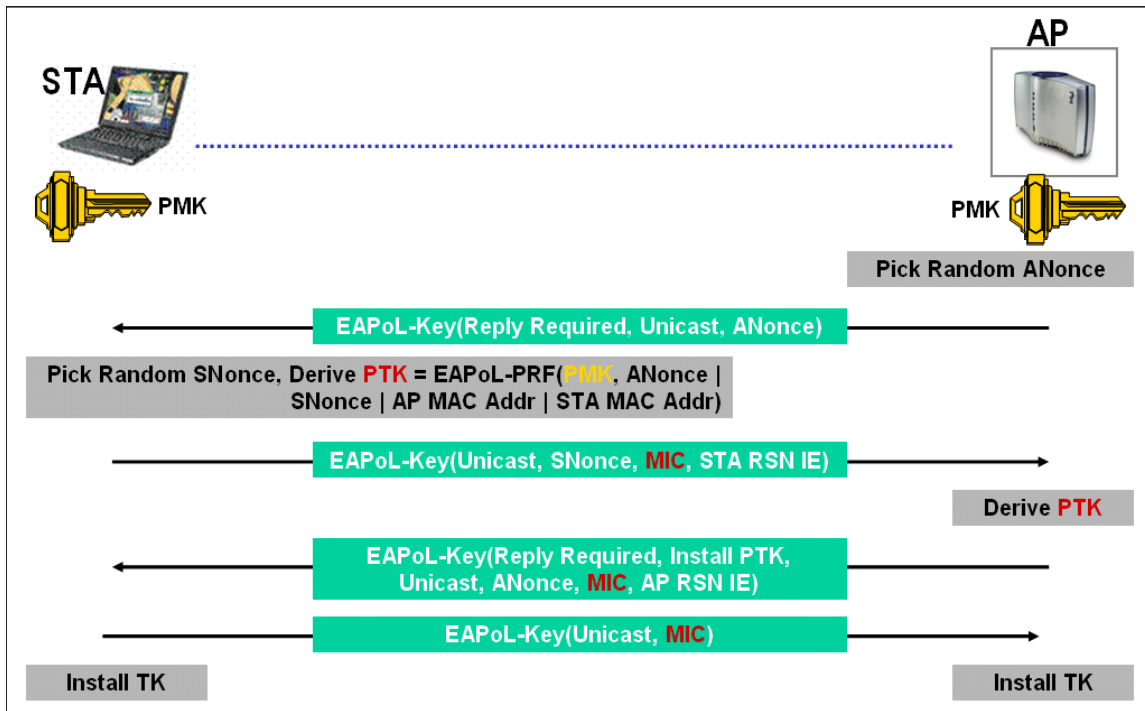 AP
STA
PMK
PMK
Pick Random ANonce
EAPoL-Key(Reply Required, Unicast, ANonce)
Pick Random SNonce, Derive PTK = EAPoL-PRF(PMK, ANonce |
SNonce | AP MAC Addr | STA MAC Addr)
EAPoL-Key(Unicast, SNonce, MIC, STA RSN IE)
Derive PTK
EAPoL-Key(Reply Required, Install PTK,
Unicast, ANonce, MIC, AP RSN IE)
EAPoL-Key(Unicast, MIC)
Install TK
Install TK